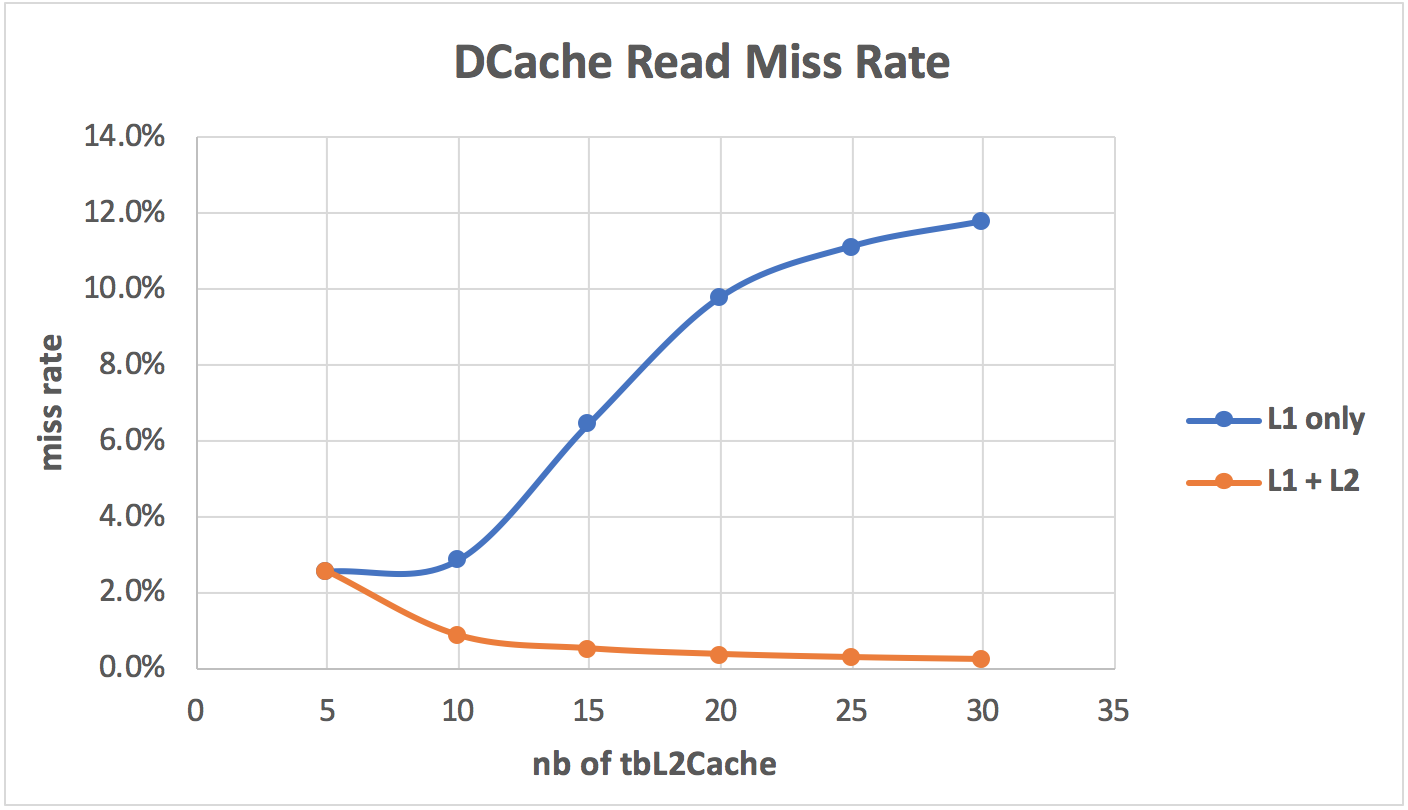 DCache Read Miss Rate
14.0%
12.0%
10.0%
8.0%
6.0%
4.0%
2.0%
0.0%
miss rate
0 5 10 15 20 25 30 35
nb of tbL2Cache
L1 only
L1 + L2